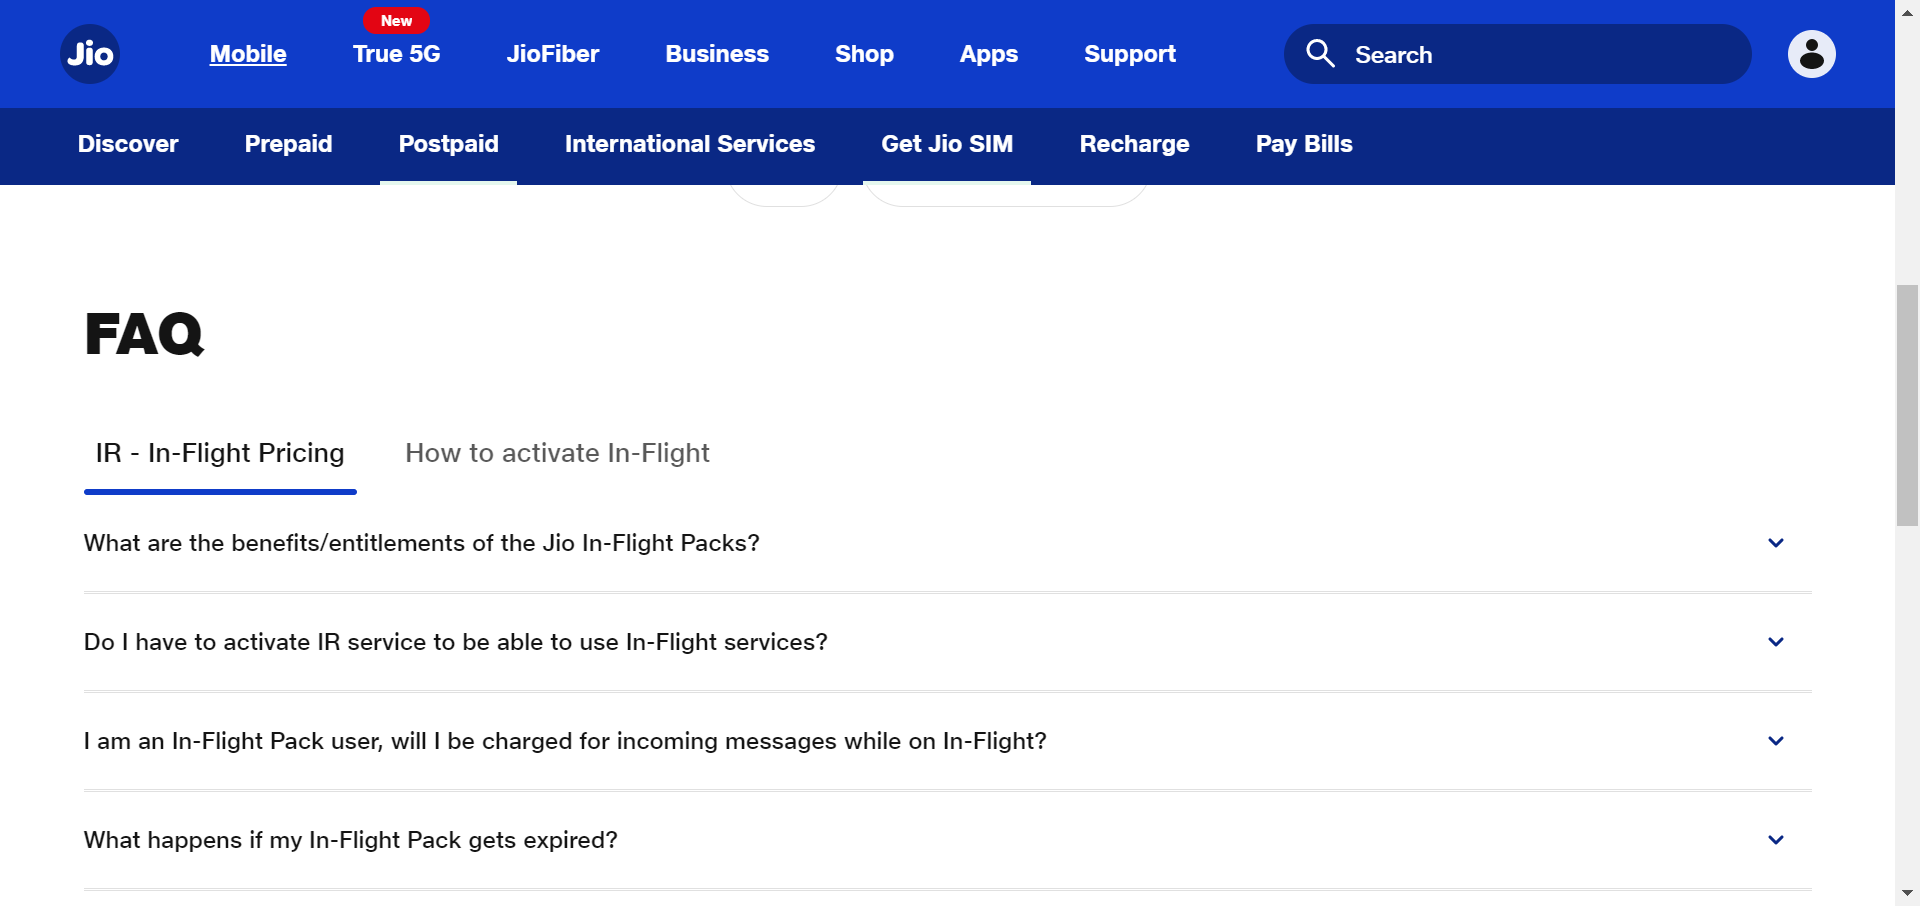 New
Jio Mobile True 5G JioFiber Business Shop Apps Support Search
Discover Prepaid Postpaid International Services Get Jio SIM Recharge Pay Bills
FAQ
IR - In-Flight Pricing How to activate In-Flight
What are the benefits/entitlements of the Jio In-Flight Packs?
Do I have to activate IR service to be able to use In-Flight services?
I am an In-Flight Pack user, will I be charged for incoming messages while on In-Flight?
What happens if my In-Flight Pack gets expired?